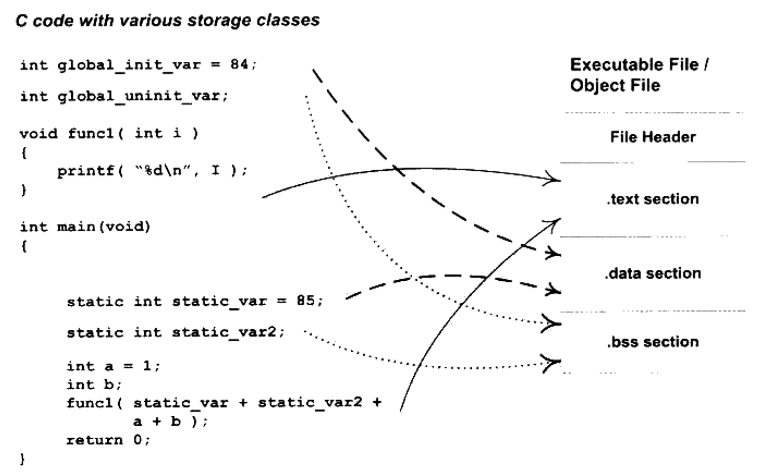 C code with various storage classes
int global_init_var = 84;
int global_uninit_var;
void func1( int i )
{
printf( "%d\n", I );
}
int main(void)
{
static int static_var = 85;
static int static_var2;
int a = 1;
int b;
func1( static_var + static_var2 +
a + b );
return 0;
}
Executable File /
Object File
File Header
.text section
.data section
.bss section